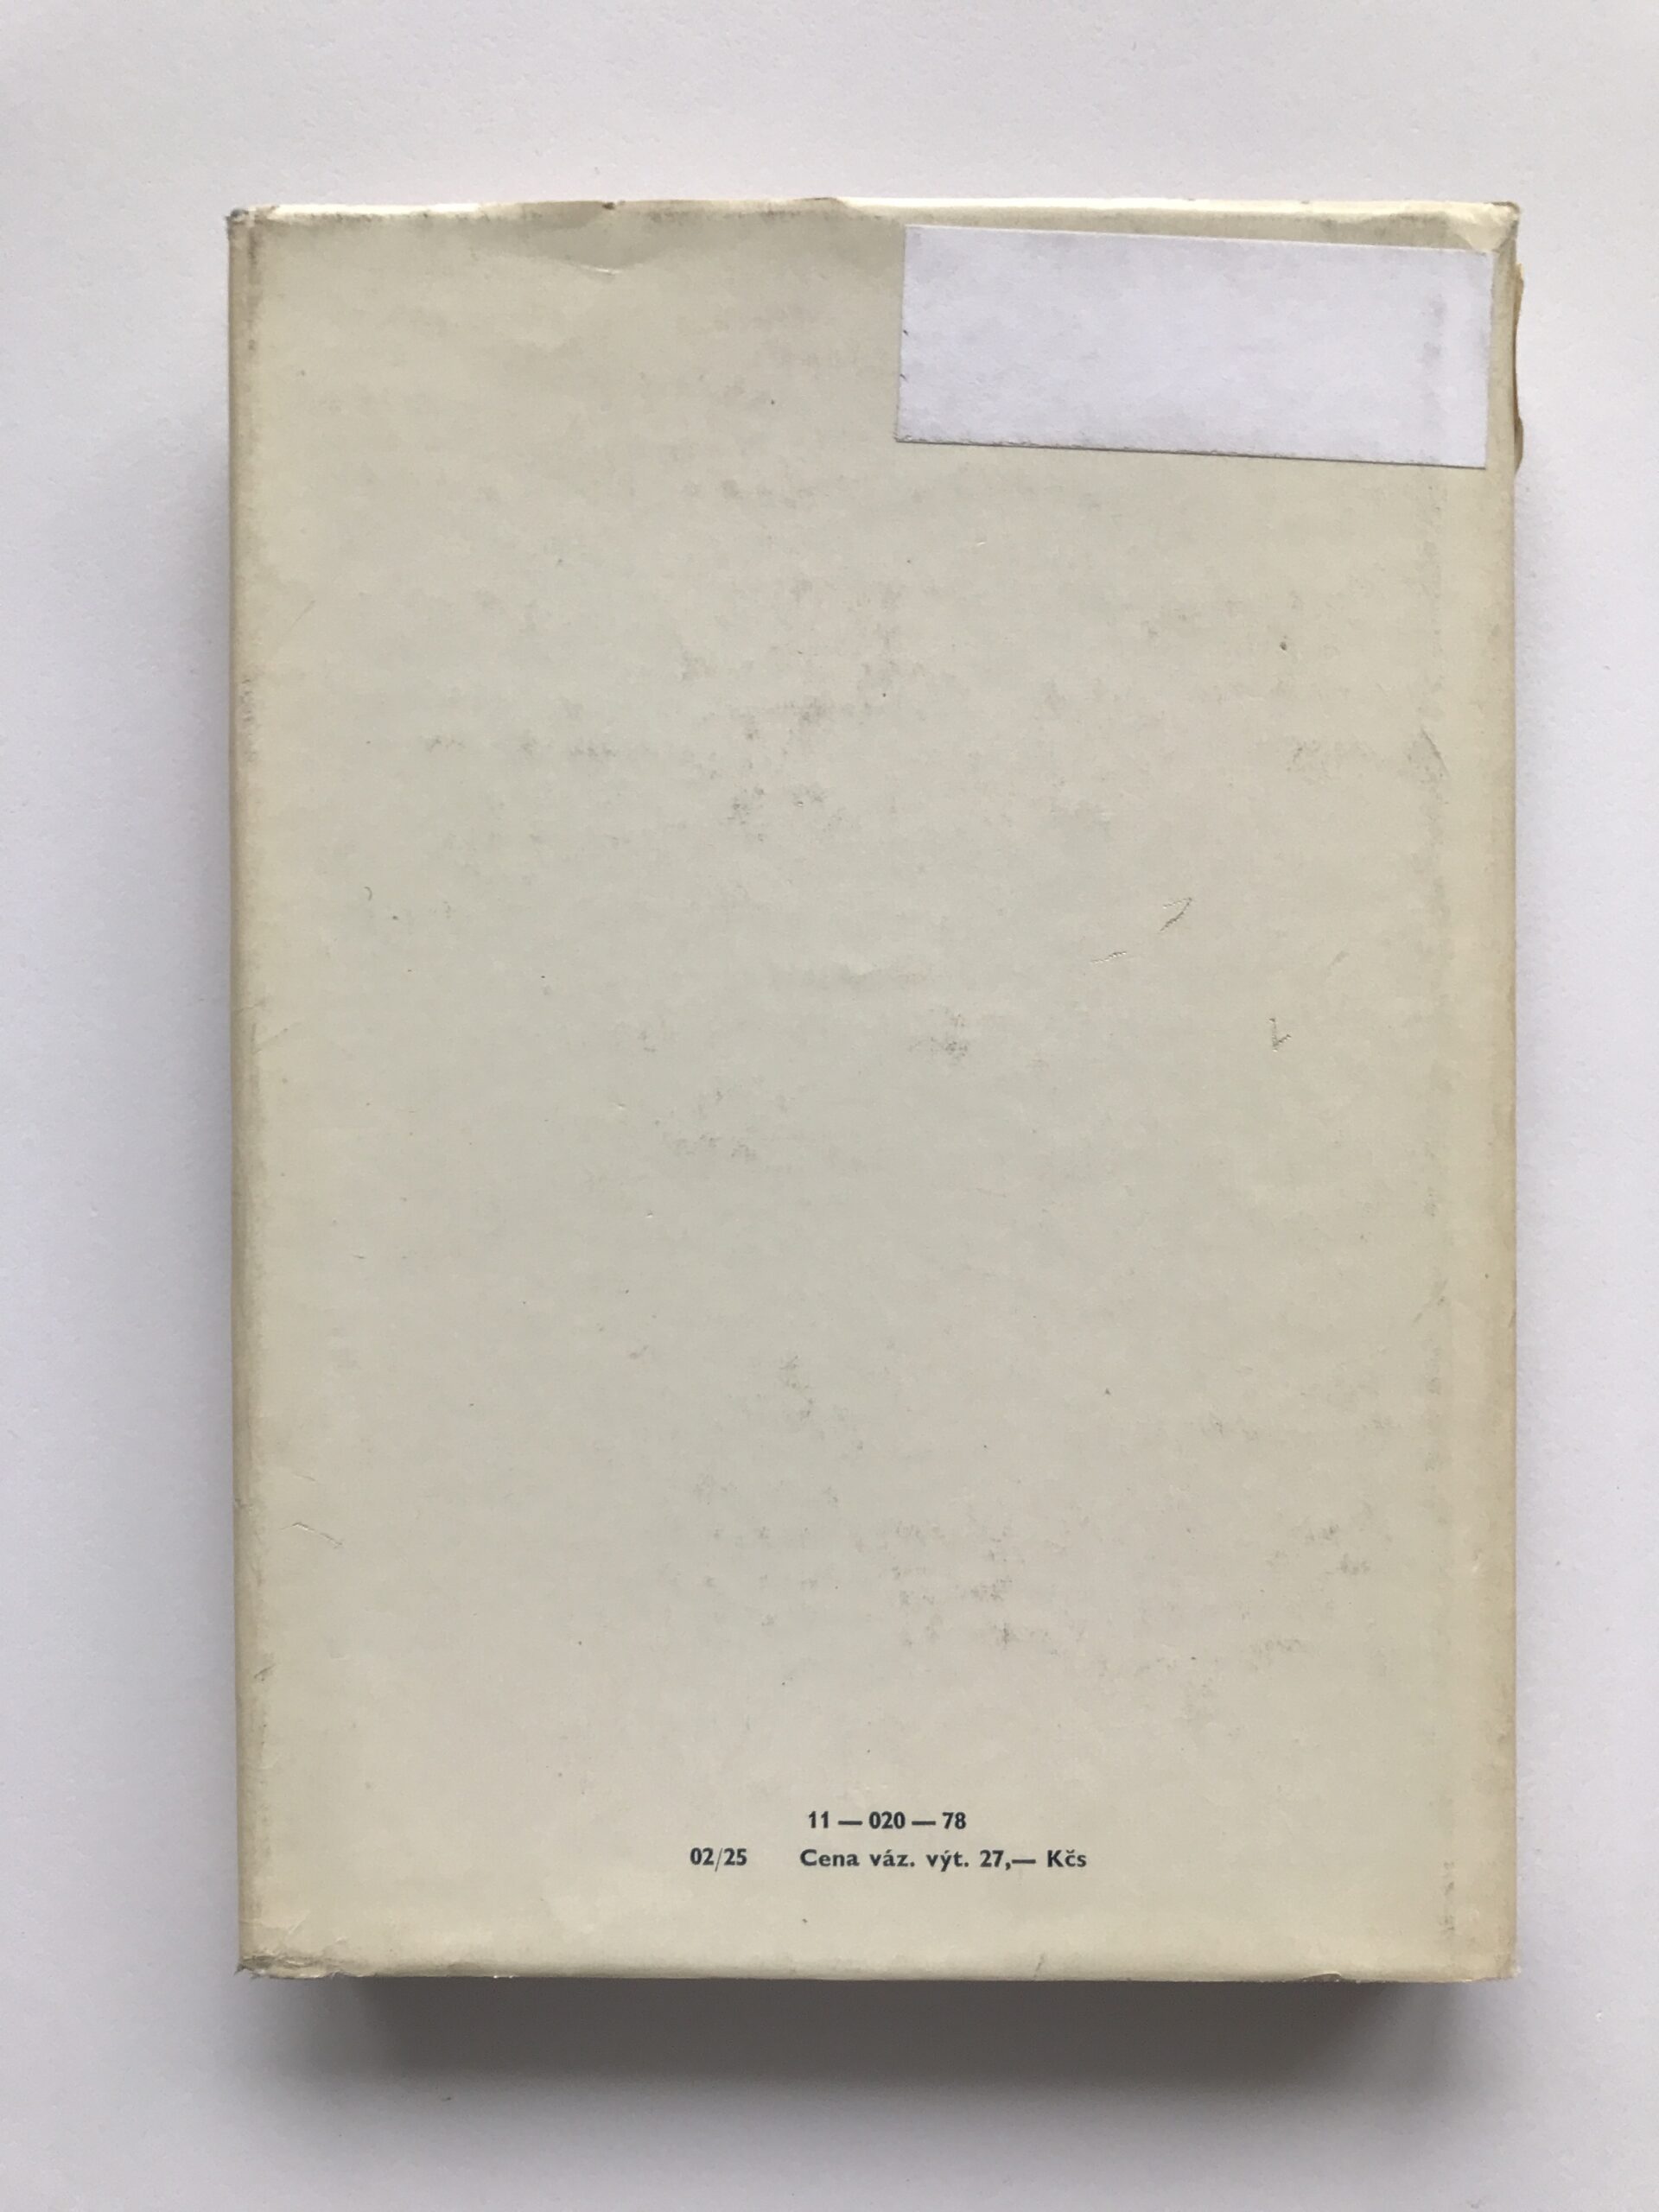 11 — 020 — 78
02/25 Cena váz. výt. 27,— Kčs